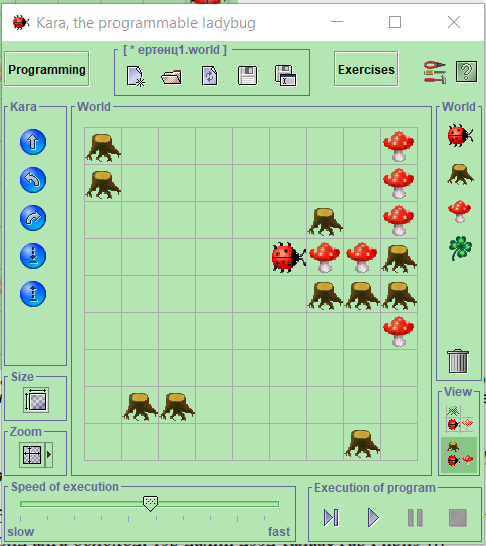 Kara, the programmable ladybug
[ * ертенц1.world ]
Programming
Exercises
Kara
World
World
Size
Zoom
View
Speed of execution
slow
fast
Execution of program